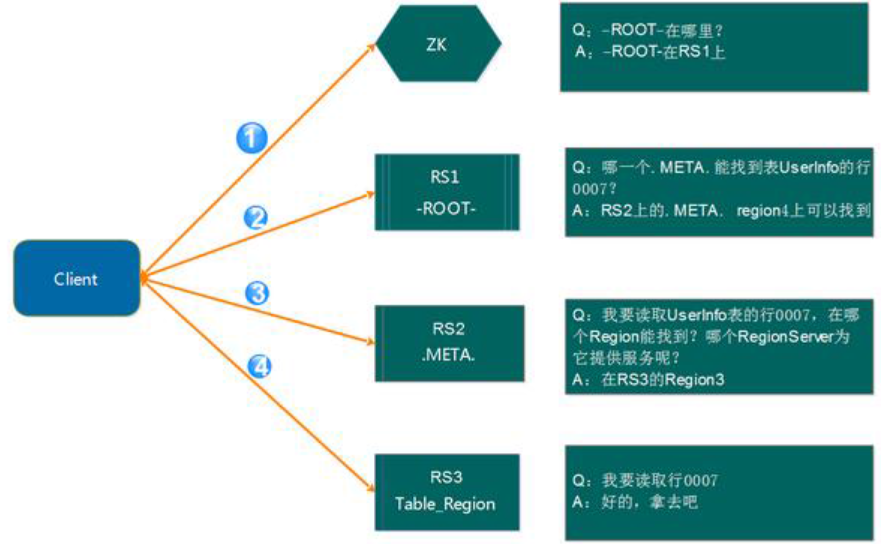 ZK
Q：-ROOT-在哪里？
A：-ROOT-在RS1上
1
RS1
-ROOT-
Q：哪一个.META.能找到表UserInfo的行
0007？
A：RS2上的.META. region4上可以找到
2
Client
3
RS2
.META.
Q：我要读取UserInfo表的行0007，在哪
个Region能找到？哪个RegionServer为
它提供服务呢？
A：在RS3的Region3
4
RS3
Table_Region
Q：我要读取行0007
A：好的，拿去吧